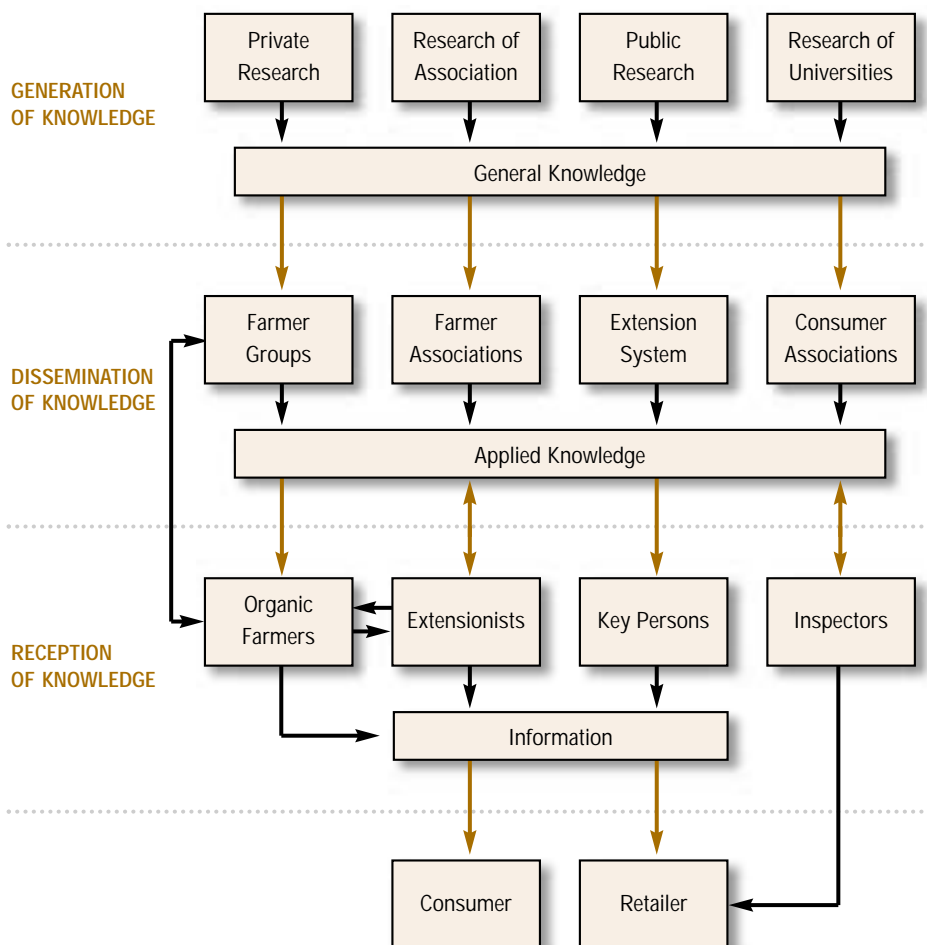 Private
Research
Research of
Association
Public
Research
Research of
Universities
GENERATION
OF KNOWLEDGE
General Knowledge
Farmer
Groups
Farmer
Associations
Extension
System
Consumer
Associations
DISSEMINATION
OF KNOWLEDGE
Applied Knowledge
Organic
Farmers
Extensionists
Key Persons
Inspectors
RECEPTION
OF KNOWLEDGE
Information
Consumer
Retailer